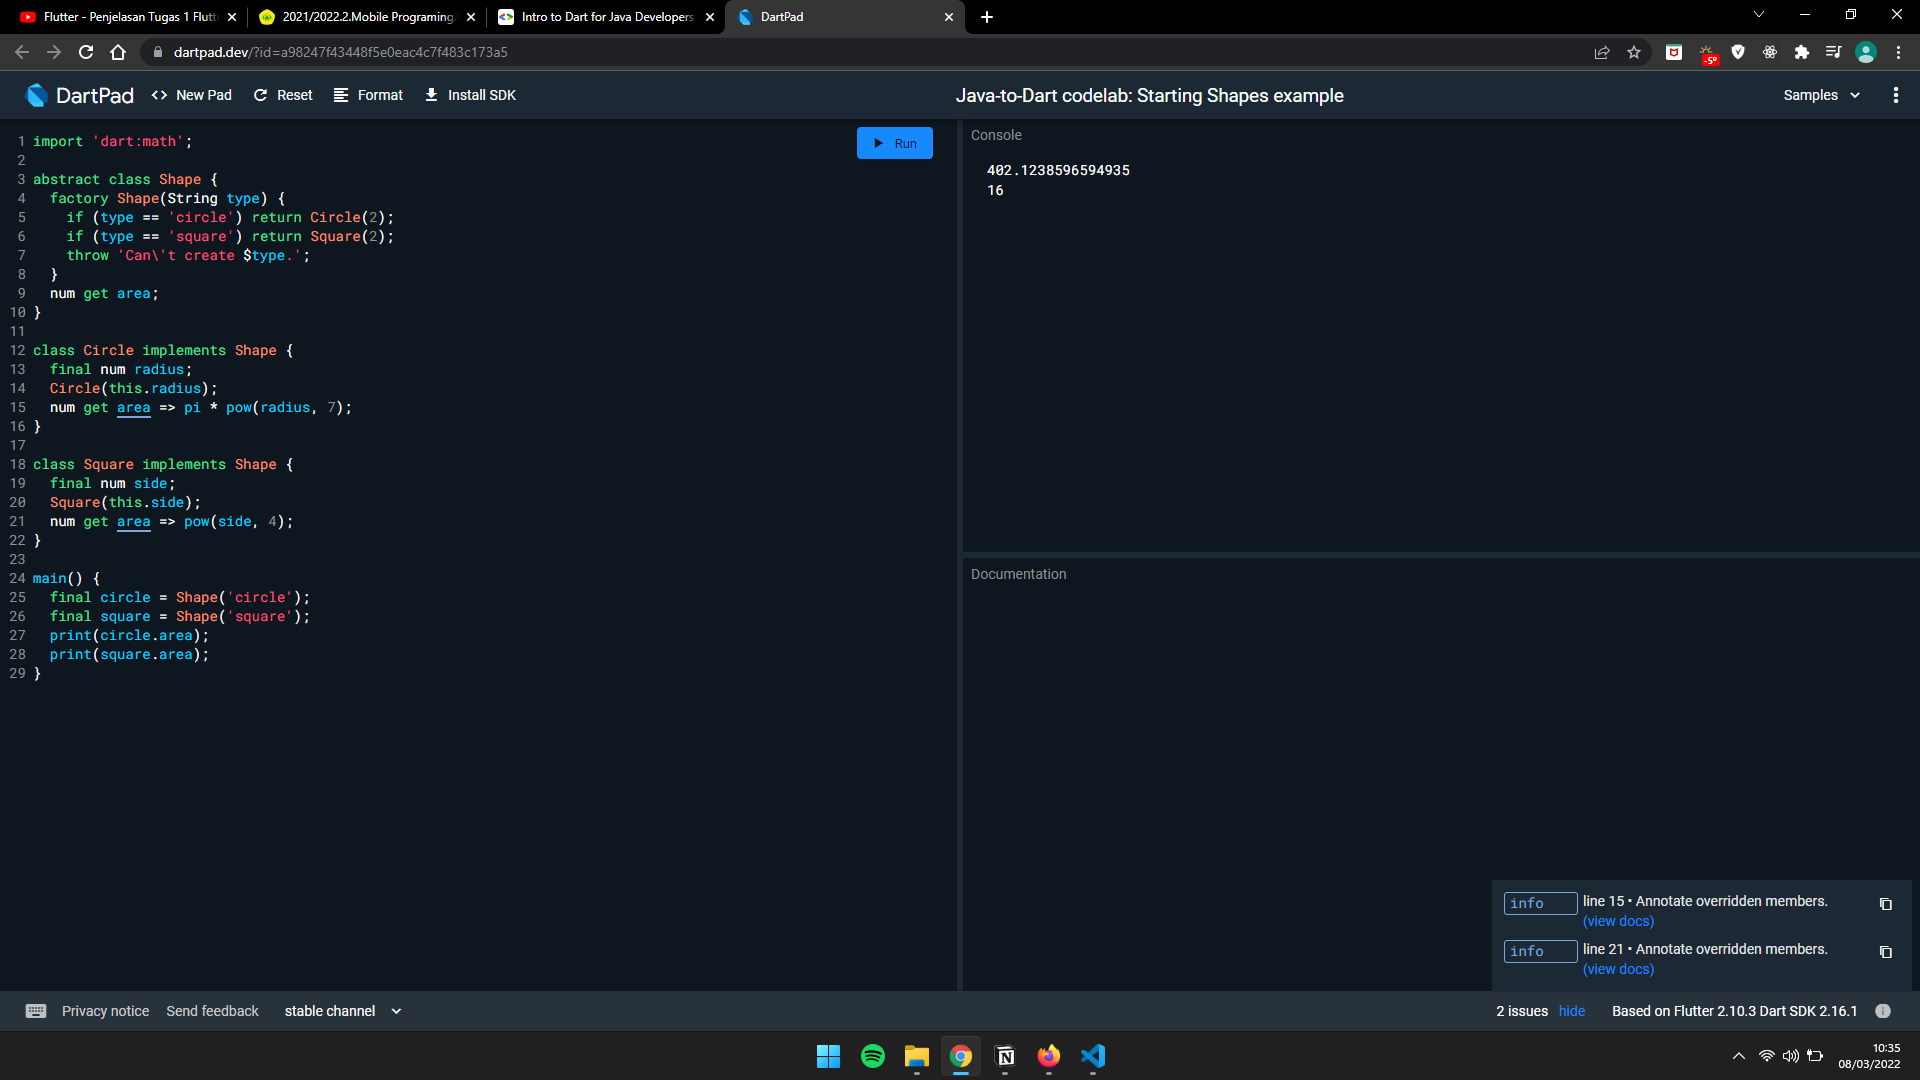 Flutter - Penjelasan Tugas 1 Flutt
2021/2022.2.Mobile Programing.
Intro to Dart for Java Developers
DartPad
dartpad.dev/?id=a98247f43448f5e0eac4c7f483c173a5
-5°
DartPad
<> New Pad
Reset
Format
Install SDK
Java-to-Dart codelab: Starting Shapes example
Samples
Run
1 import 'dart:math';
2
3 abstract class Shape {
4   factory Shape(String type) {
5     if (type == 'circle') return Circle(2);
6     if (type == 'square') return Square(2);
7     throw 'Can\'t create $type.';
8   }
9   num get area;
10 }
11
12 class Circle implements Shape {
13   final num radius;
14   Circle(this.radius);
15   num get area => pi * pow(radius, 7);
16 }
17
18 class Square implements Shape {
19   final num side;
20   Square(this.side);
21   num get area => pow(side, 4);
22 }
23
24 main() {
25   final circle = Shape('circle');
26   final square = Shape('square');
27   print(circle.area);
28   print(square.area);
29 }
Console
402.1238596594935
16
Documentation
info line 15 • Annotate overridden members.
(view docs)
info line 21 • Annotate overridden members.
(view docs)
Privacy notice
Send feedback
stable channel
2 issues hide
Based on Flutter 2.10.3 Dart SDK 2.16.1
10:35
08/03/2022